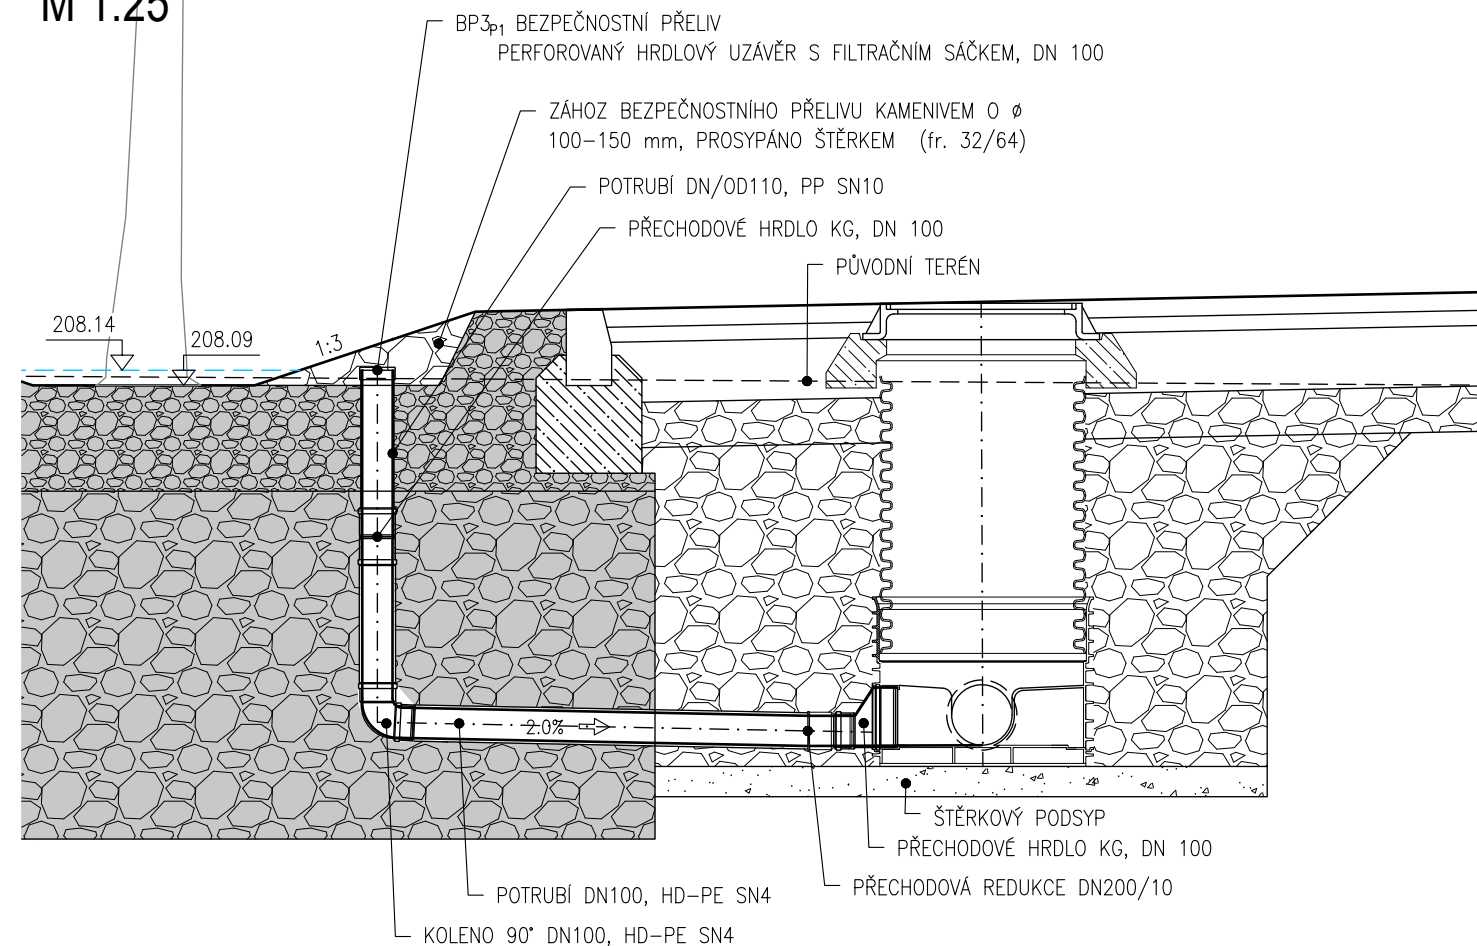 M 1:25
BP3P1 BEZPEČNOSTNÍ PŘELIV
PERFOROVANÝ HRDLOVÝ UZÁVĚR S FILTRAČNÍM SÁČKEM, DN 100
ZÁHOZ BEZPEČNOSTNÍHO PŘELIVU KAMENIVEM O ø
100-150 mm, PROSYPÁNO ŠTĚRKEM (fr. 32/64)
POTRUBÍ DN/OD110, PP SN10
PŘECHODOVÉ HRDLO KG, DN 100
PŮVODNÍ TERÉN
208.14
208.09
1:3
2.0%
ŠTĚRKOVÝ PODSYP
PŘECHODOVÉ HRDLO KG, DN 100
PŘECHODOVÁ REDUKCE DN200/10
POTRUBÍ DN100, HD-PE SN4
KOLENO 90° DN100, HD-PE SN4